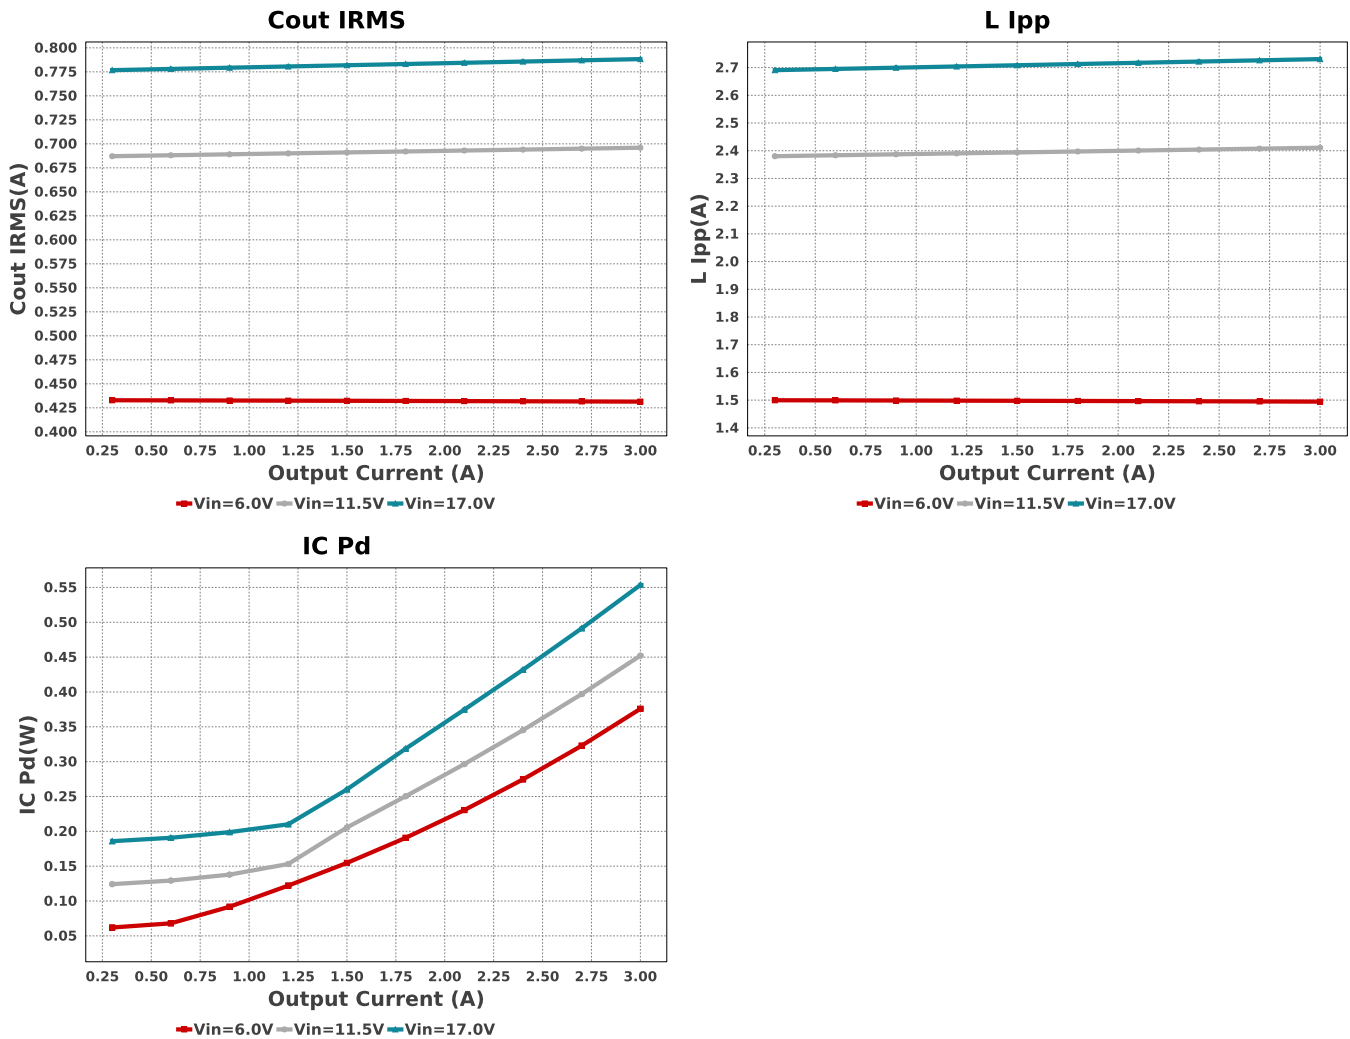 Cout IRMS
0.800
0.775
0.750
0.725
0.700
0.675
0.650
0.625
0.600
0.575
0.550
0.525
0.500
0.475
0.450
0.425
0.400
Cout IRMS(A)
0.25 0.50 0.75 1.00 1.25 1.50 1.75 2.00 2.25 2.50 2.75 3.00
Output Current (A)
Vin=6.0V Vin=11.5V Vin=17.0V
L Ipp
2.7
2.6
2.5
2.4
2.3
2.2
2.1
2.0
1.9
1.8
1.7
1.6
1.5
1.4
L Ipp(A)
0.25 0.50 0.75 1.00 1.25 1.50 1.75 2.00 2.25 2.50 2.75 3.00
Output Current (A)
Vin=6.0V Vin=11.5V Vin=17.0V
IC Pd
0.55
0.50
0.45
0.40
0.35
0.30
0.25
0.20
0.15
0.10
0.05
IC Pd(W)
0.25 0.50 0.75 1.00 1.25 1.50 1.75 2.00 2.25 2.50 2.75 3.00
Output Current (A)
Vin=6.0V Vin=11.5V Vin=17.0V